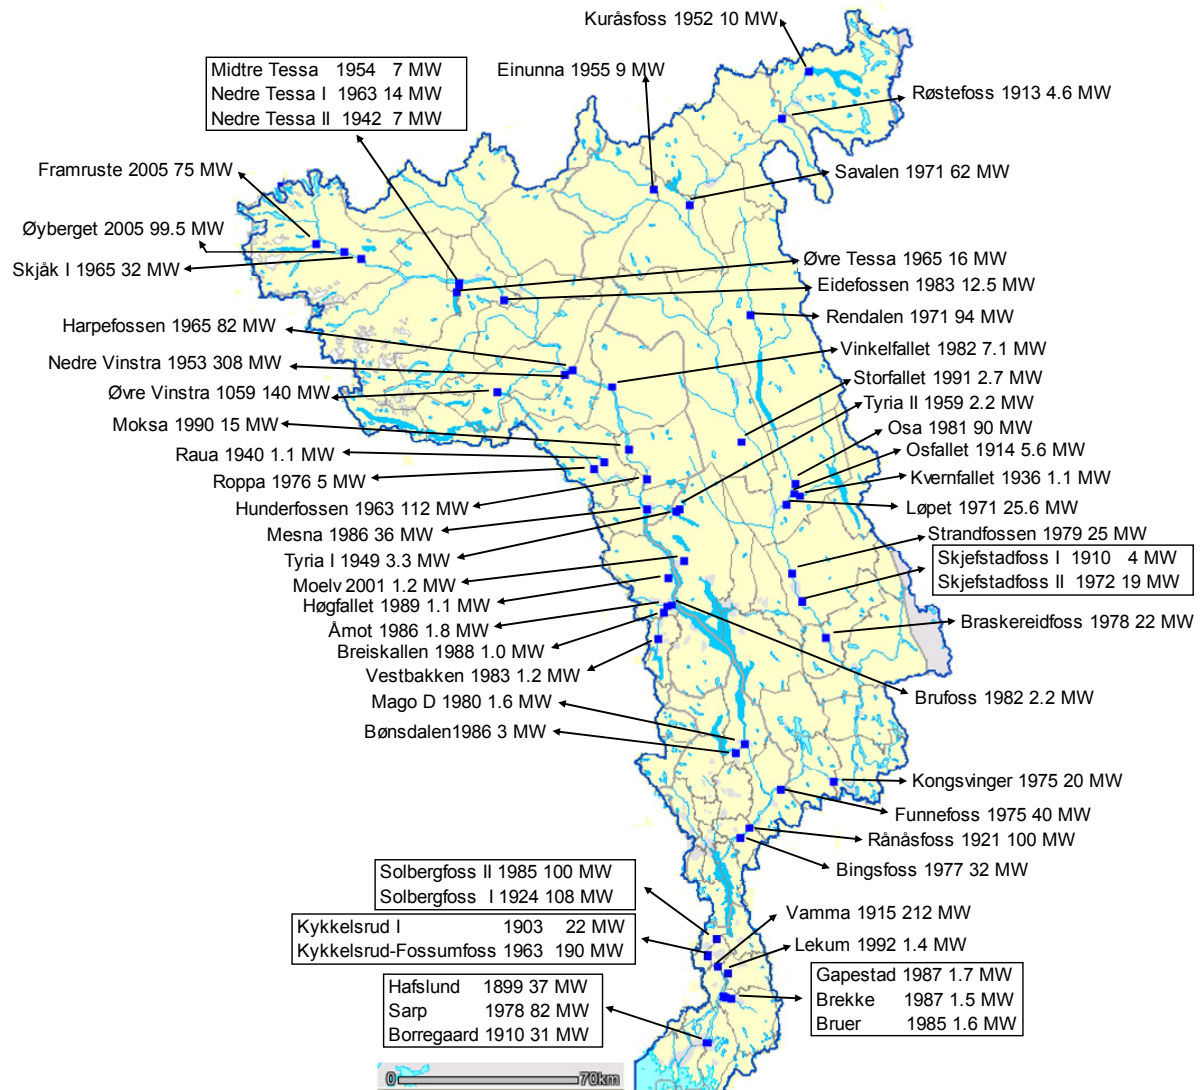 Kuråsfoss 1952 10 MW
Midtre Tessa 1954 7 MW
Nedre Tessa I 1963 14 MW
Nedre Tessa II 1942 7 MW
Einunna 1955 9 MW
Røstefoss 1913 4.6 MW
Framruste 2005 75 MW
Savalen 1971 62 MW
Øyberget 2005 99.5 MW
Skjåk I 1965 32 MW
Øvre Tessa 1965 16 MW
Eidefossen 1983 12.5 MW
Harpefossen 1965 82 MW
Rendalen 1971 94 MW
Nedre Vinstra 1953 308 MW
Vinkelfallet 1982 7.1 MW
Øvre Vinstra 1059 140 MW
Storfallet 1991 2.7 MW
Moksa 1990 15 MW
Tyria II 1959 2.2 MW
Raua 1940 1.1 MW
Osa 1981 90 MW
Roppa 1976 5 MW
Osfallet 1914 5.6 MW
Kvernfallet 1936 1.1 MW
Hunderfossen 1963 112 MW
Løpet 1971 25.6 MW
Mesna 1986 36 MW
Strandfossen 1979 25 MW
Tyria I 1949 3.3 MW
Skjefstadfoss I 1910 4 MW
Skjefstadfoss II 1972 19 MW
Moelv 2001 1.2 MW
Høgfallet 1989 1.1 MW
Åmot 1986 1.8 MW
Braskereidfoss 1978 22 MW
Breiskallen 1988 1.0 MW
Vestbakken 1983 1.2 MW
Brufoss 1982 2.2 MW
Mago D 1980 1.6 MW
Bønsdalen1986 3 MW
Kongsvinger 1975 20 MW
Funnefoss 1975 40 MW
Rånåsfoss 1921 100 MW
Bingsfoss 1977 32 MW
Solbergfoss II 1985 100 MW
Solbergfoss I 1924 108 MW
Vamma 1915 212 MW
Kykkelsrud I 1903 22 MW
Kykkelsrud-Fossumfoss 1963 190 MW
Lekum 1992 1.4 MW
Gapestad 1987 1.7 MW
Brekke 1987 1.5 MW
Bruer 1985 1.6 MW
Hafslund 1899 37 MW
Sarp 1978 82 MW
Borregaard 1910 31 MW
0 70km